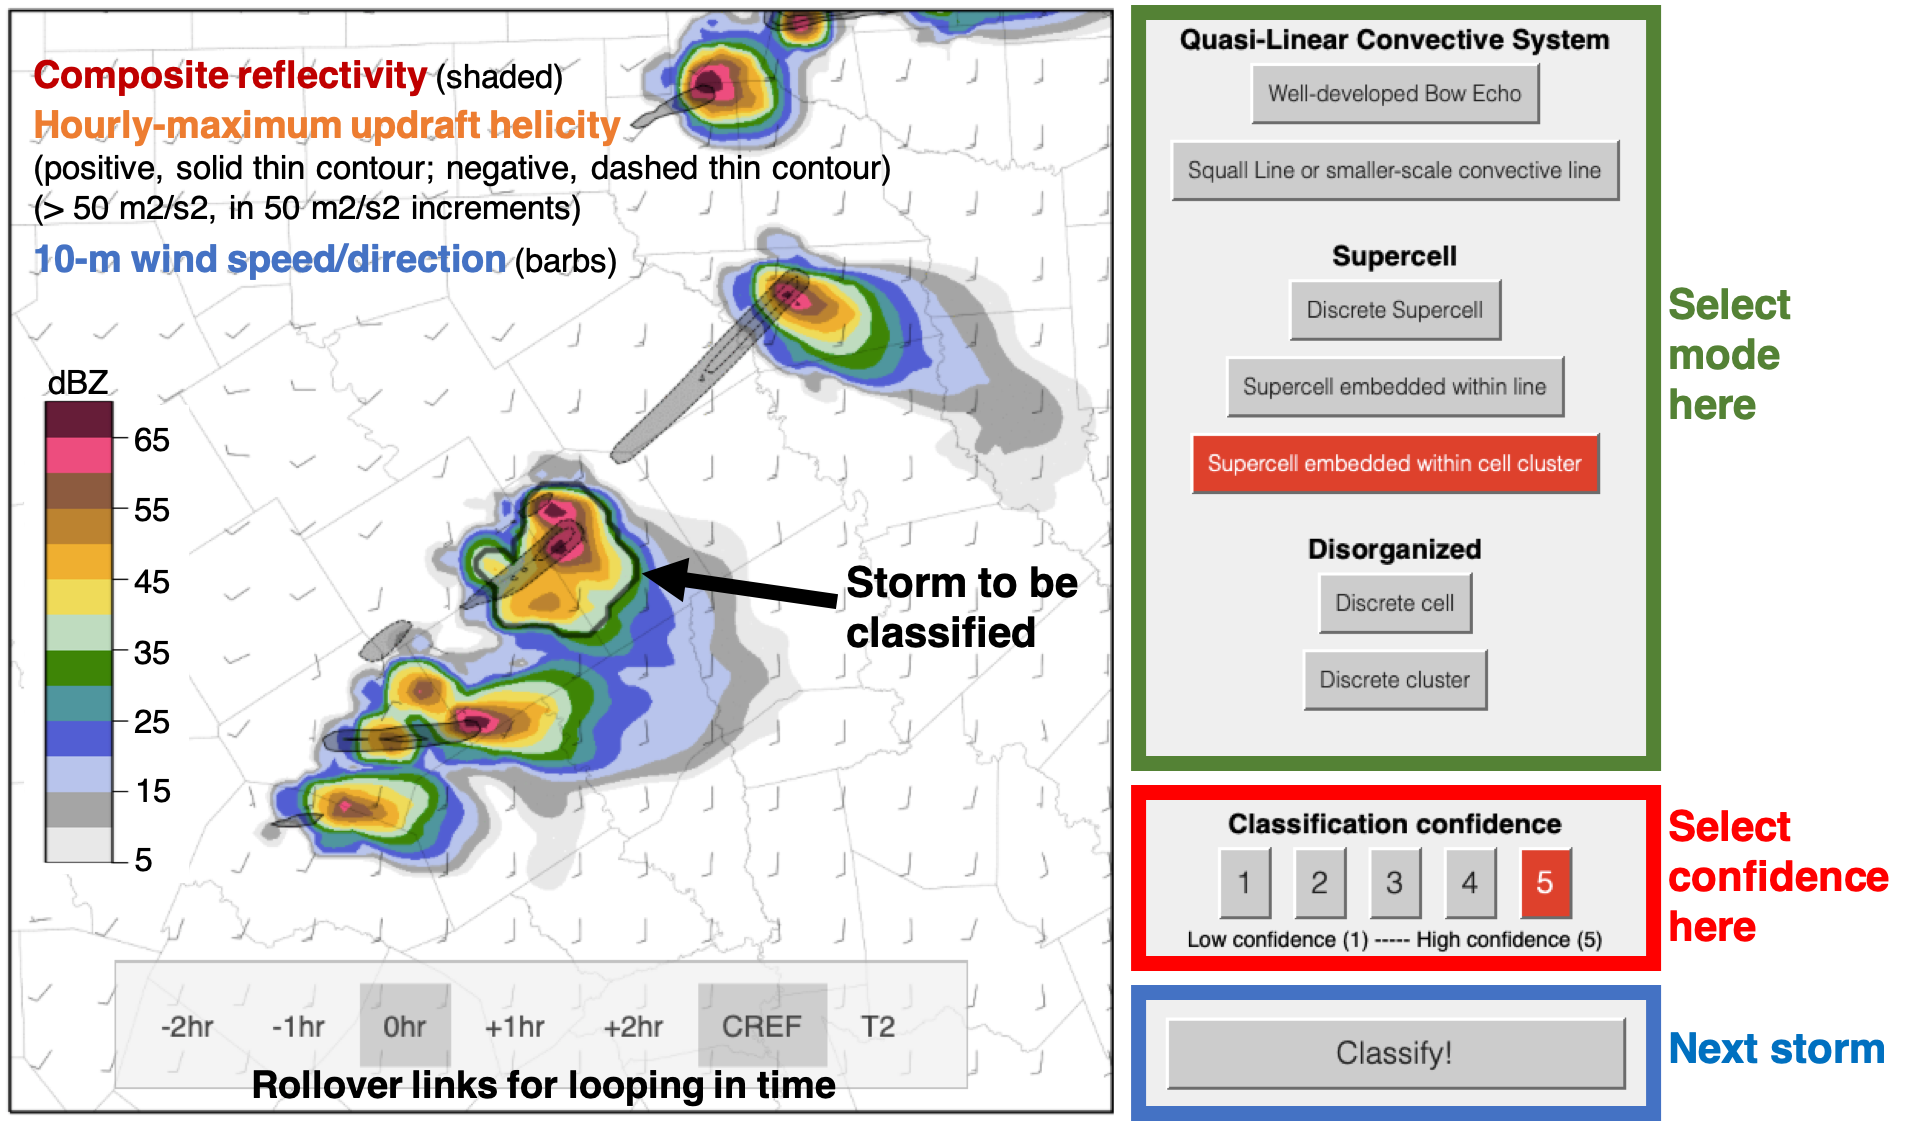 Composite reflectivity (shaded)
Hourly-maximum updraft helicity
(positive, solid thin contour; negative, dashed thin contour)
(> 50 m2/s2, in 50 m2/s2 increments)
10-m wind speed/direction (barbs)
dBZ
65
55
45
35
25
15
5
Storm to be
classified
-2hr -1hr 0hr +1hr +2hr CREF T2
Rollover links for looping in time
Quasi-Linear Convective System
Well-developed Bow Echo
Squall Line or smaller-scale convective line
Supercell
Discrete Supercell
Supercell embedded within line
Supercell embedded within cell cluster
Disorganized
Discrete cell
Discrete cluster
Select
mode
here
Classification confidence
1 2 3 4 5
Low confidence (1) ----- High confidence (5)
Select
confidence
here
Classify!
Next storm